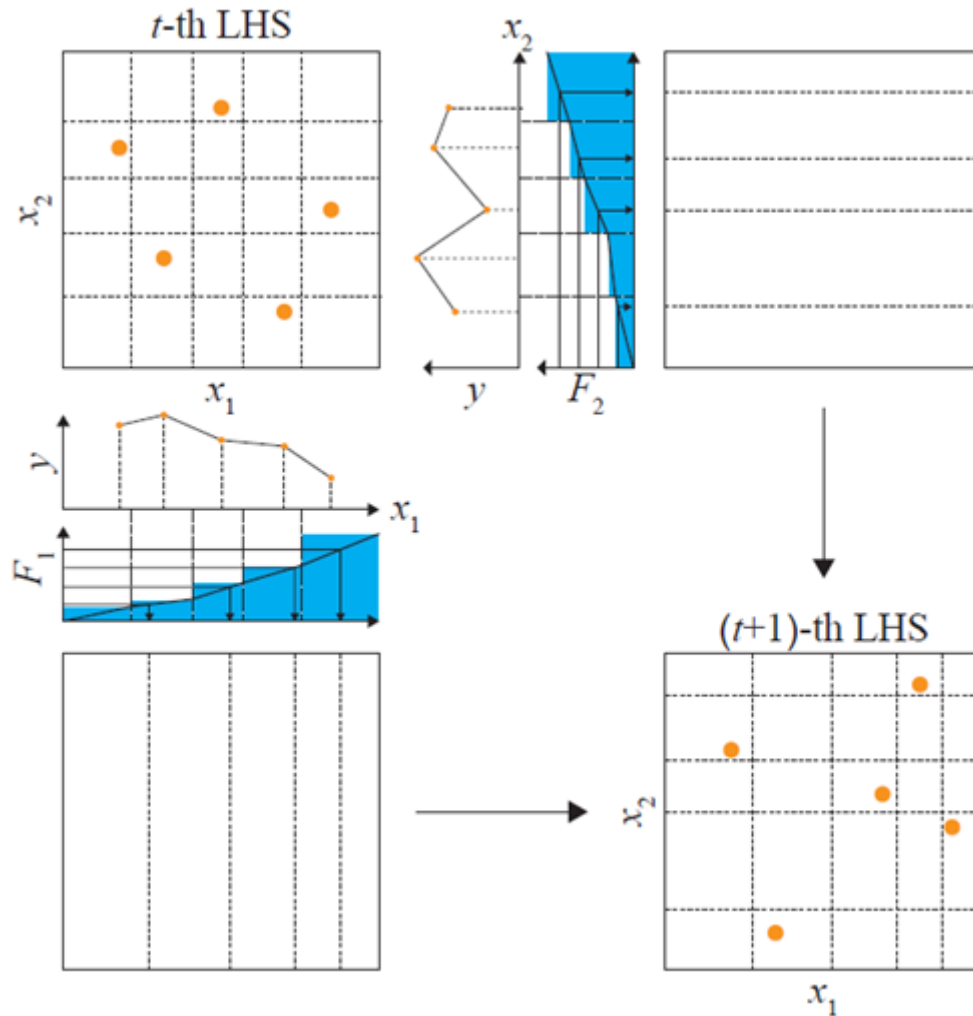 t-th LHS
x₂
x₂
x₁
y
F₂
y
x₁
F₁
(t+1)-th LHS
x₂
x₁